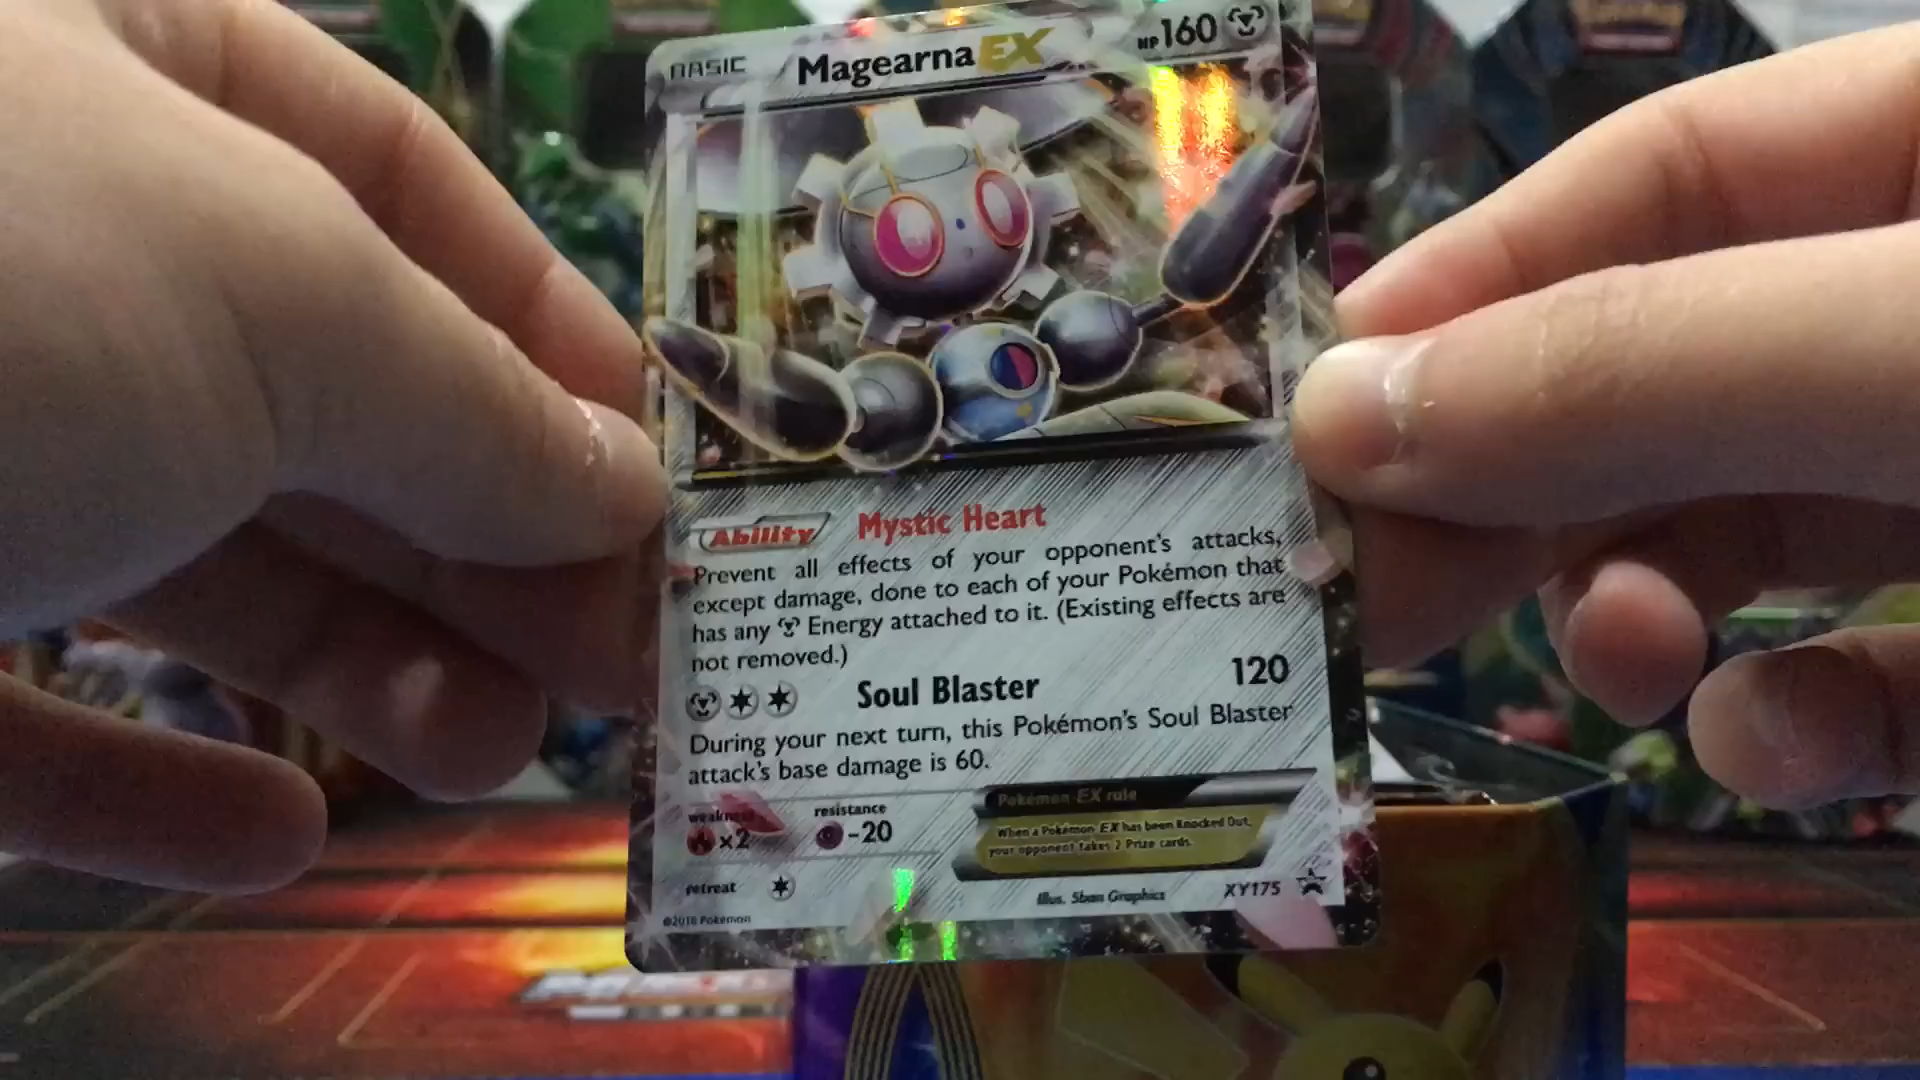 BASIC Magearna EX HP160
Ability Mystic Heart
Prevent all effects of your opponent's attacks,
except damage, done to each of your Pokémon that
has any Energy attached to it. (Existing effects are
not removed.)
Soul Blaster 120
During your next turn, this Pokémon's Soul Blaster
attack's base damage is 60.
weakness resistance
×2 -20
Pokémon-EX rule
When a Pokémon-EX has been Knocked Out,
your opponent takes 2 Prize cards.
retreat
Illus. 5ban Graphics XY175
©2016 Pokémon